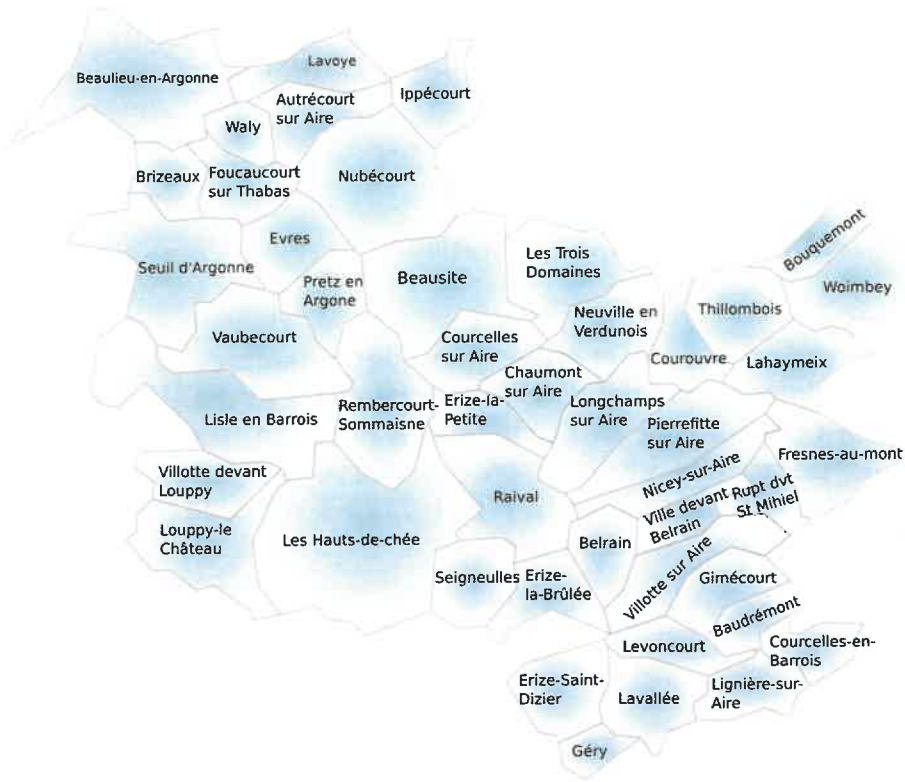 Lavoye
Beaulieu-en-Argonne
Ippécourt
Autrécourt
sur Aire
Waly
Brizeaux
Foucaucourt
sur Thabas
Nubécourt
Evres
Seuil d'Argonne
Beausite
Les Trois
Domaines
Bouquemont
Woimbey
Pretz en
Argone
Neuville en
Verdunois
Thillombois
Vaubecourt
Courcelles
sur Aire
Courouvre
Lahaymeix
Chaumont
sur Aire
Lisle en Barrois
Rembercourt-
Sommaisne
Erize-la-
Petite
Longchamps
sur Aire
Pierrefitte
sur Aire
Fresnes-au-mont
Nicey-sur-Aire
Villotte devant
Louppy
Raival
Ville devant
Belrain
Rupt dvt
St Mihiel
Louppy-le
Château
Les Hauts-de-chée
Belrain
Seigneulles
Erize-
la-Brûlée
Villotte sur Aire
Gimécourt
Baudrémont
Levoncourt
Courcelles-en-
Barrois
Erize-Saint-
Dizier
Lavallée
Lignière-sur-
Aire
Géry